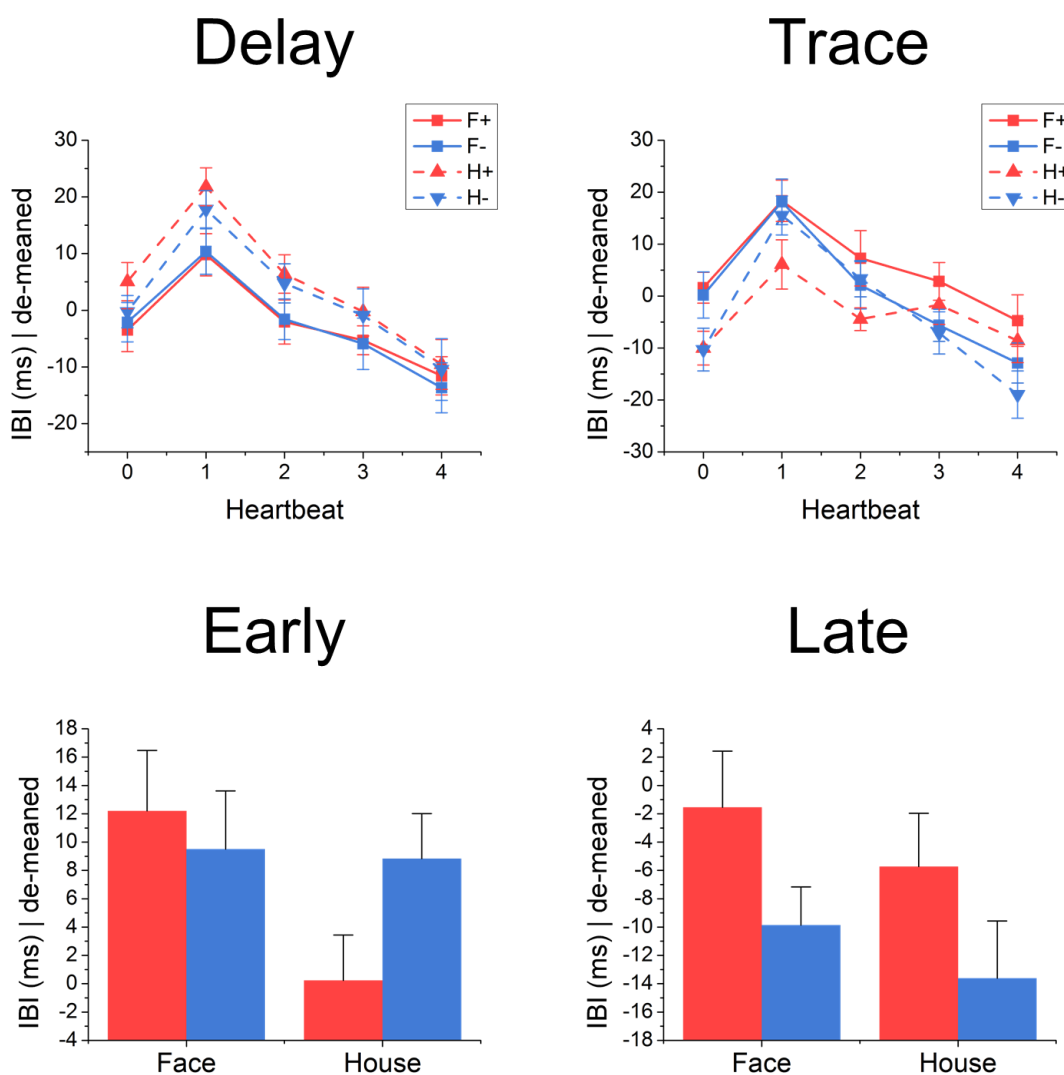 Delay
F+
F-
H+
H-
30
20
10
0
-10
-20
IBI (ms) | de-meaned
0 1 2 3 4
Heartbeat
Trace
F+
F-
H+
H-
30
20
10
0
-10
-20
-30
IBI (ms) | de-meaned
0 1 2 3 4
Heartbeat
Early
18
16
14
12
10
8
6
4
2
0
-2
-4
IBI (ms) | de-meaned
Face House
Late
4
2
0
-2
-4
-6
-8
-10
-12
-14
-16
-18
IBI (ms) | de-meaned
Face House